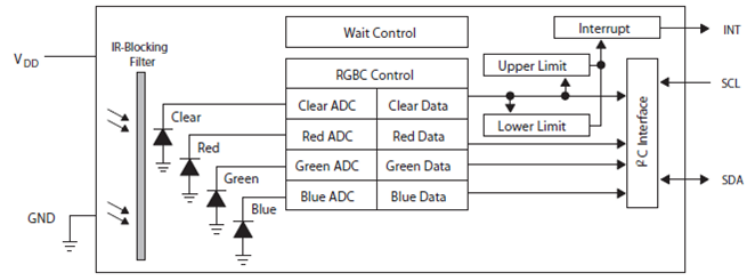 Wait Control
Interrupt
INT
IR-Blocking
Filter
VDD
Upper Limit
RGBC Control
SCL
Clear ADC
Clear Data
Clear
Lower Limit
Red ADC
Red Data
Red
I²C Interface
Green ADC
Green Data
Green
SDA
Blue ADC
Blue Data
Blue
GND